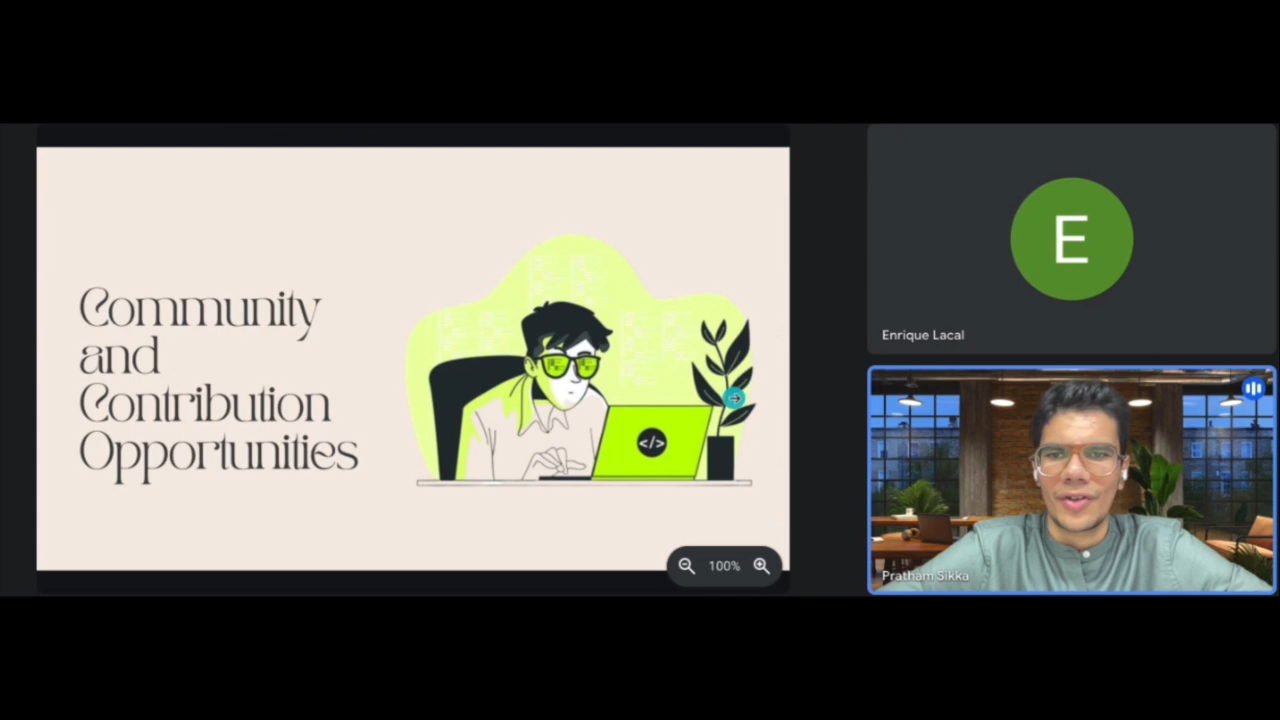 Community
and
Contribution
Opportunities
</>
100%
E
Enrique Lacal
Pratham Sikka